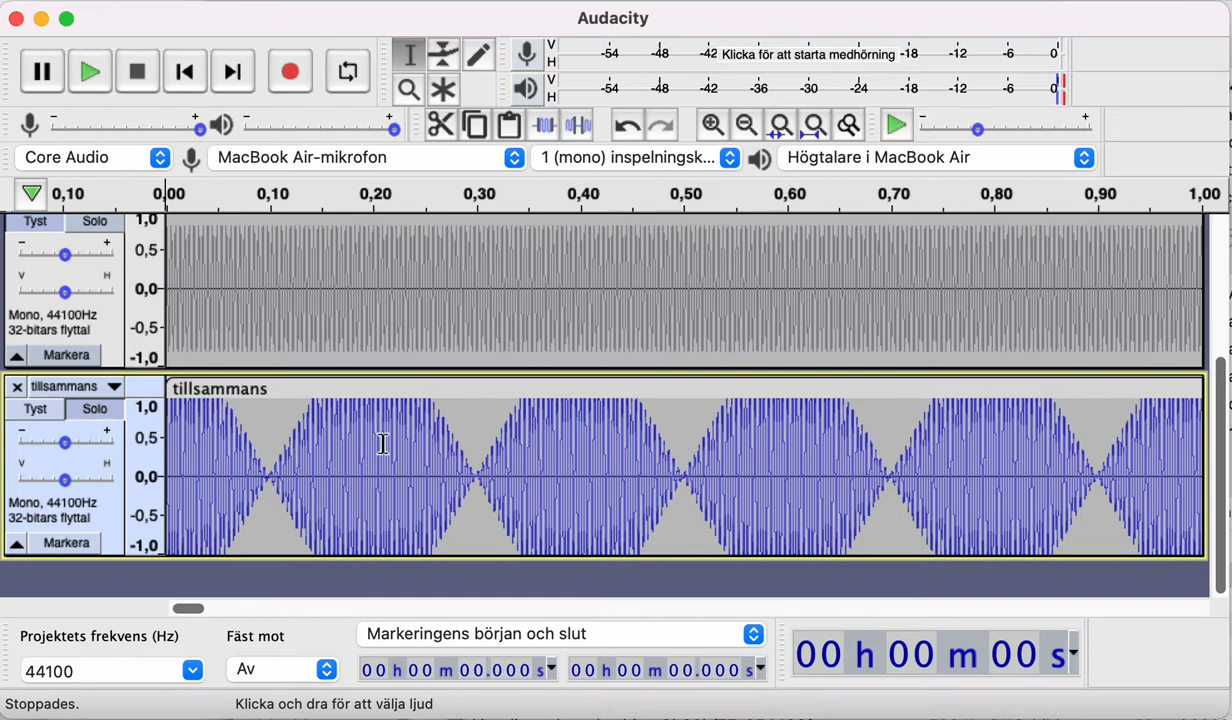 Audacity
V
H
-54 -48 -42 Klicka för att starta medhörning -18 -12 -6 0
V
H
-54 -48 -42 -36 -30 -24 -18 -12 -6 0
- + - + - +
Core Audio MacBook Air-mikrofon 1 (mono) inspelningsk... Högtalare i MacBook Air
0,10 0,00 0,10 0,20 0,30 0,40 0,50 0,60 0,70 0,80 0,90 1,00
Tyst Solo
- +
V H
Mono, 44100Hz
32-bitars flyttal
Markera
1,0
0,5
0,0
-0,5
-1,0
tillsammans
tillsammans
Tyst Solo
- +
V H
Mono, 44100Hz
32-bitars flyttal
Markera
1,0
0,5
0,0
-0,5
-1,0
Projektets frekvens (Hz) Fäst mot Markeringens början och slut
44100 Av 00 h 00 m 00.000 s 00 h 00 m 00.000 s
00 h 00 m 00 s
Stoppades. Klicka och dra för att välja ljud